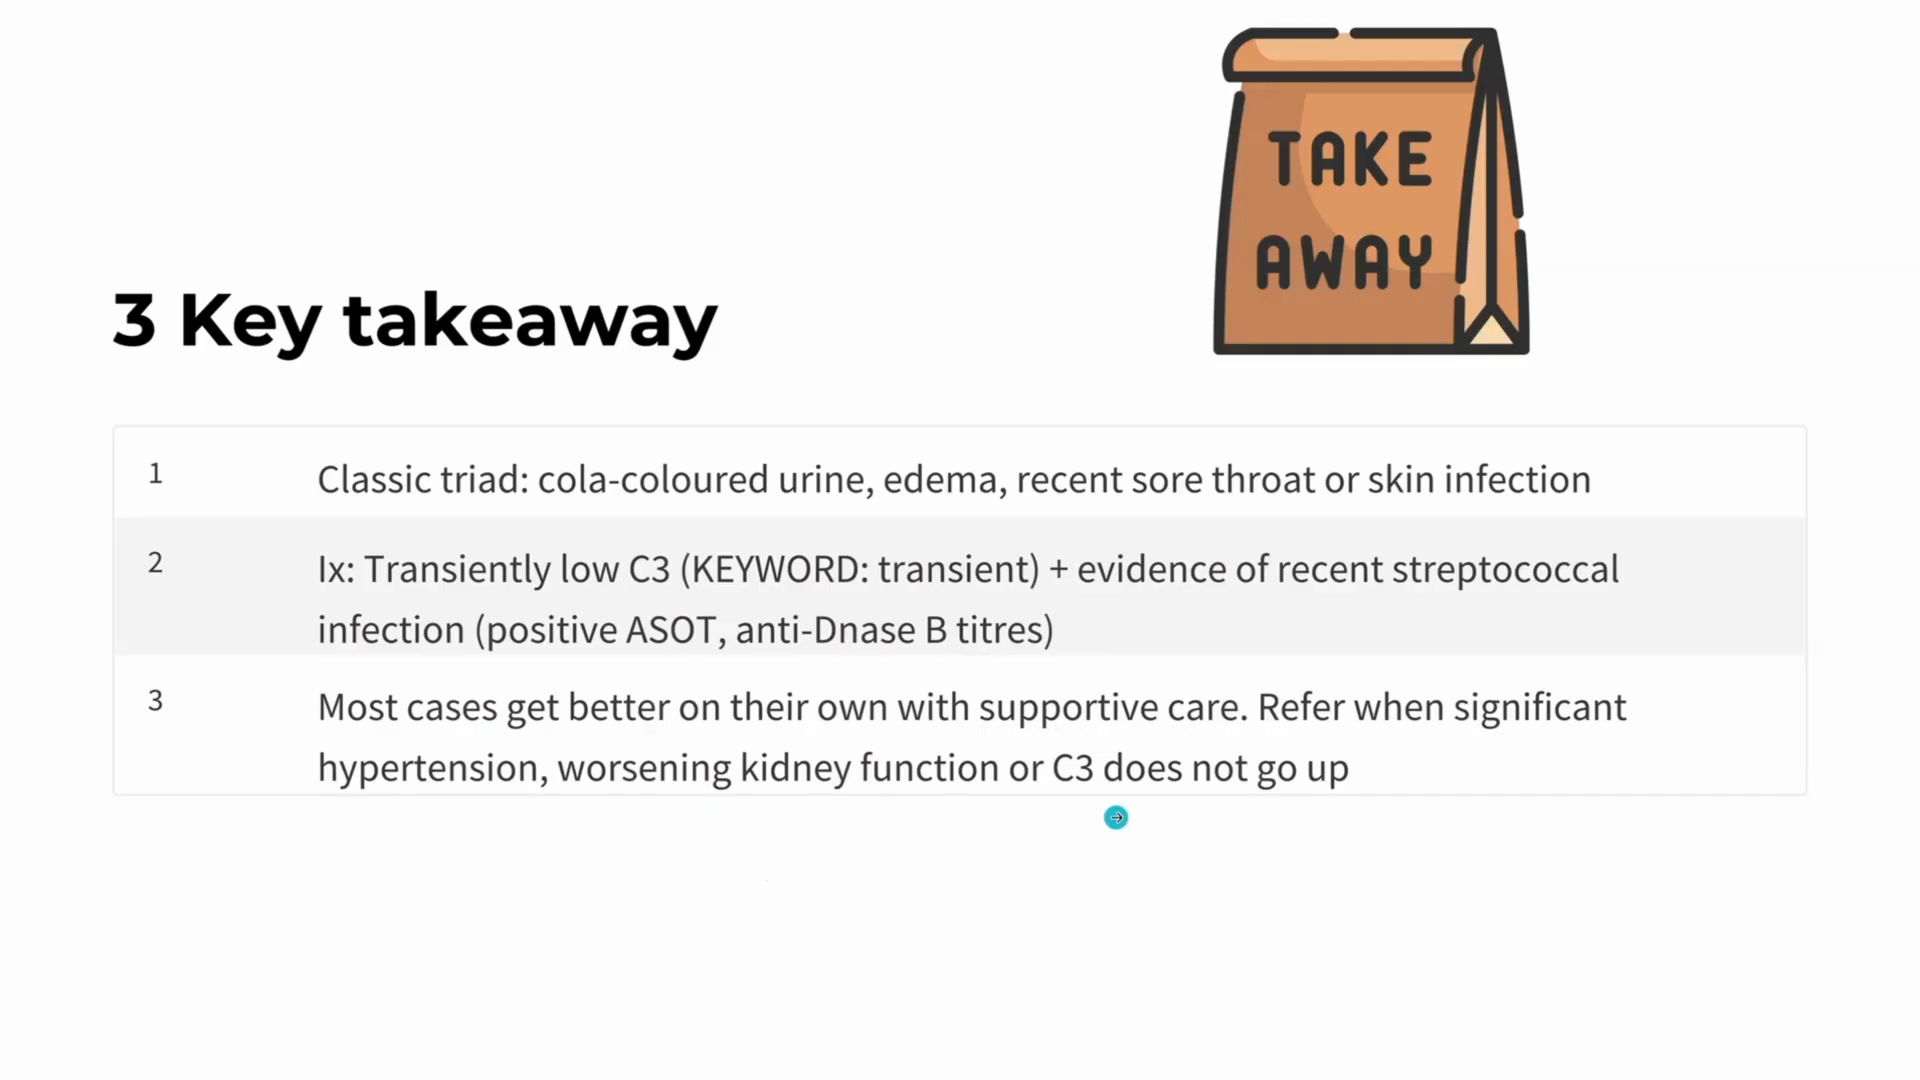 TAKE
AWAY
3 Key takeaway
1 Classic triad: cola-coloured urine, edema, recent sore throat or skin infection
2 Ix: Transiently low C3 (KEYWORD: transient) + evidence of recent streptococcal
infection (positive ASOT, anti-Dnase B titres)
3 Most cases get better on their own with supportive care. Refer when significant
hypertension, worsening kidney function or C3 does not go up